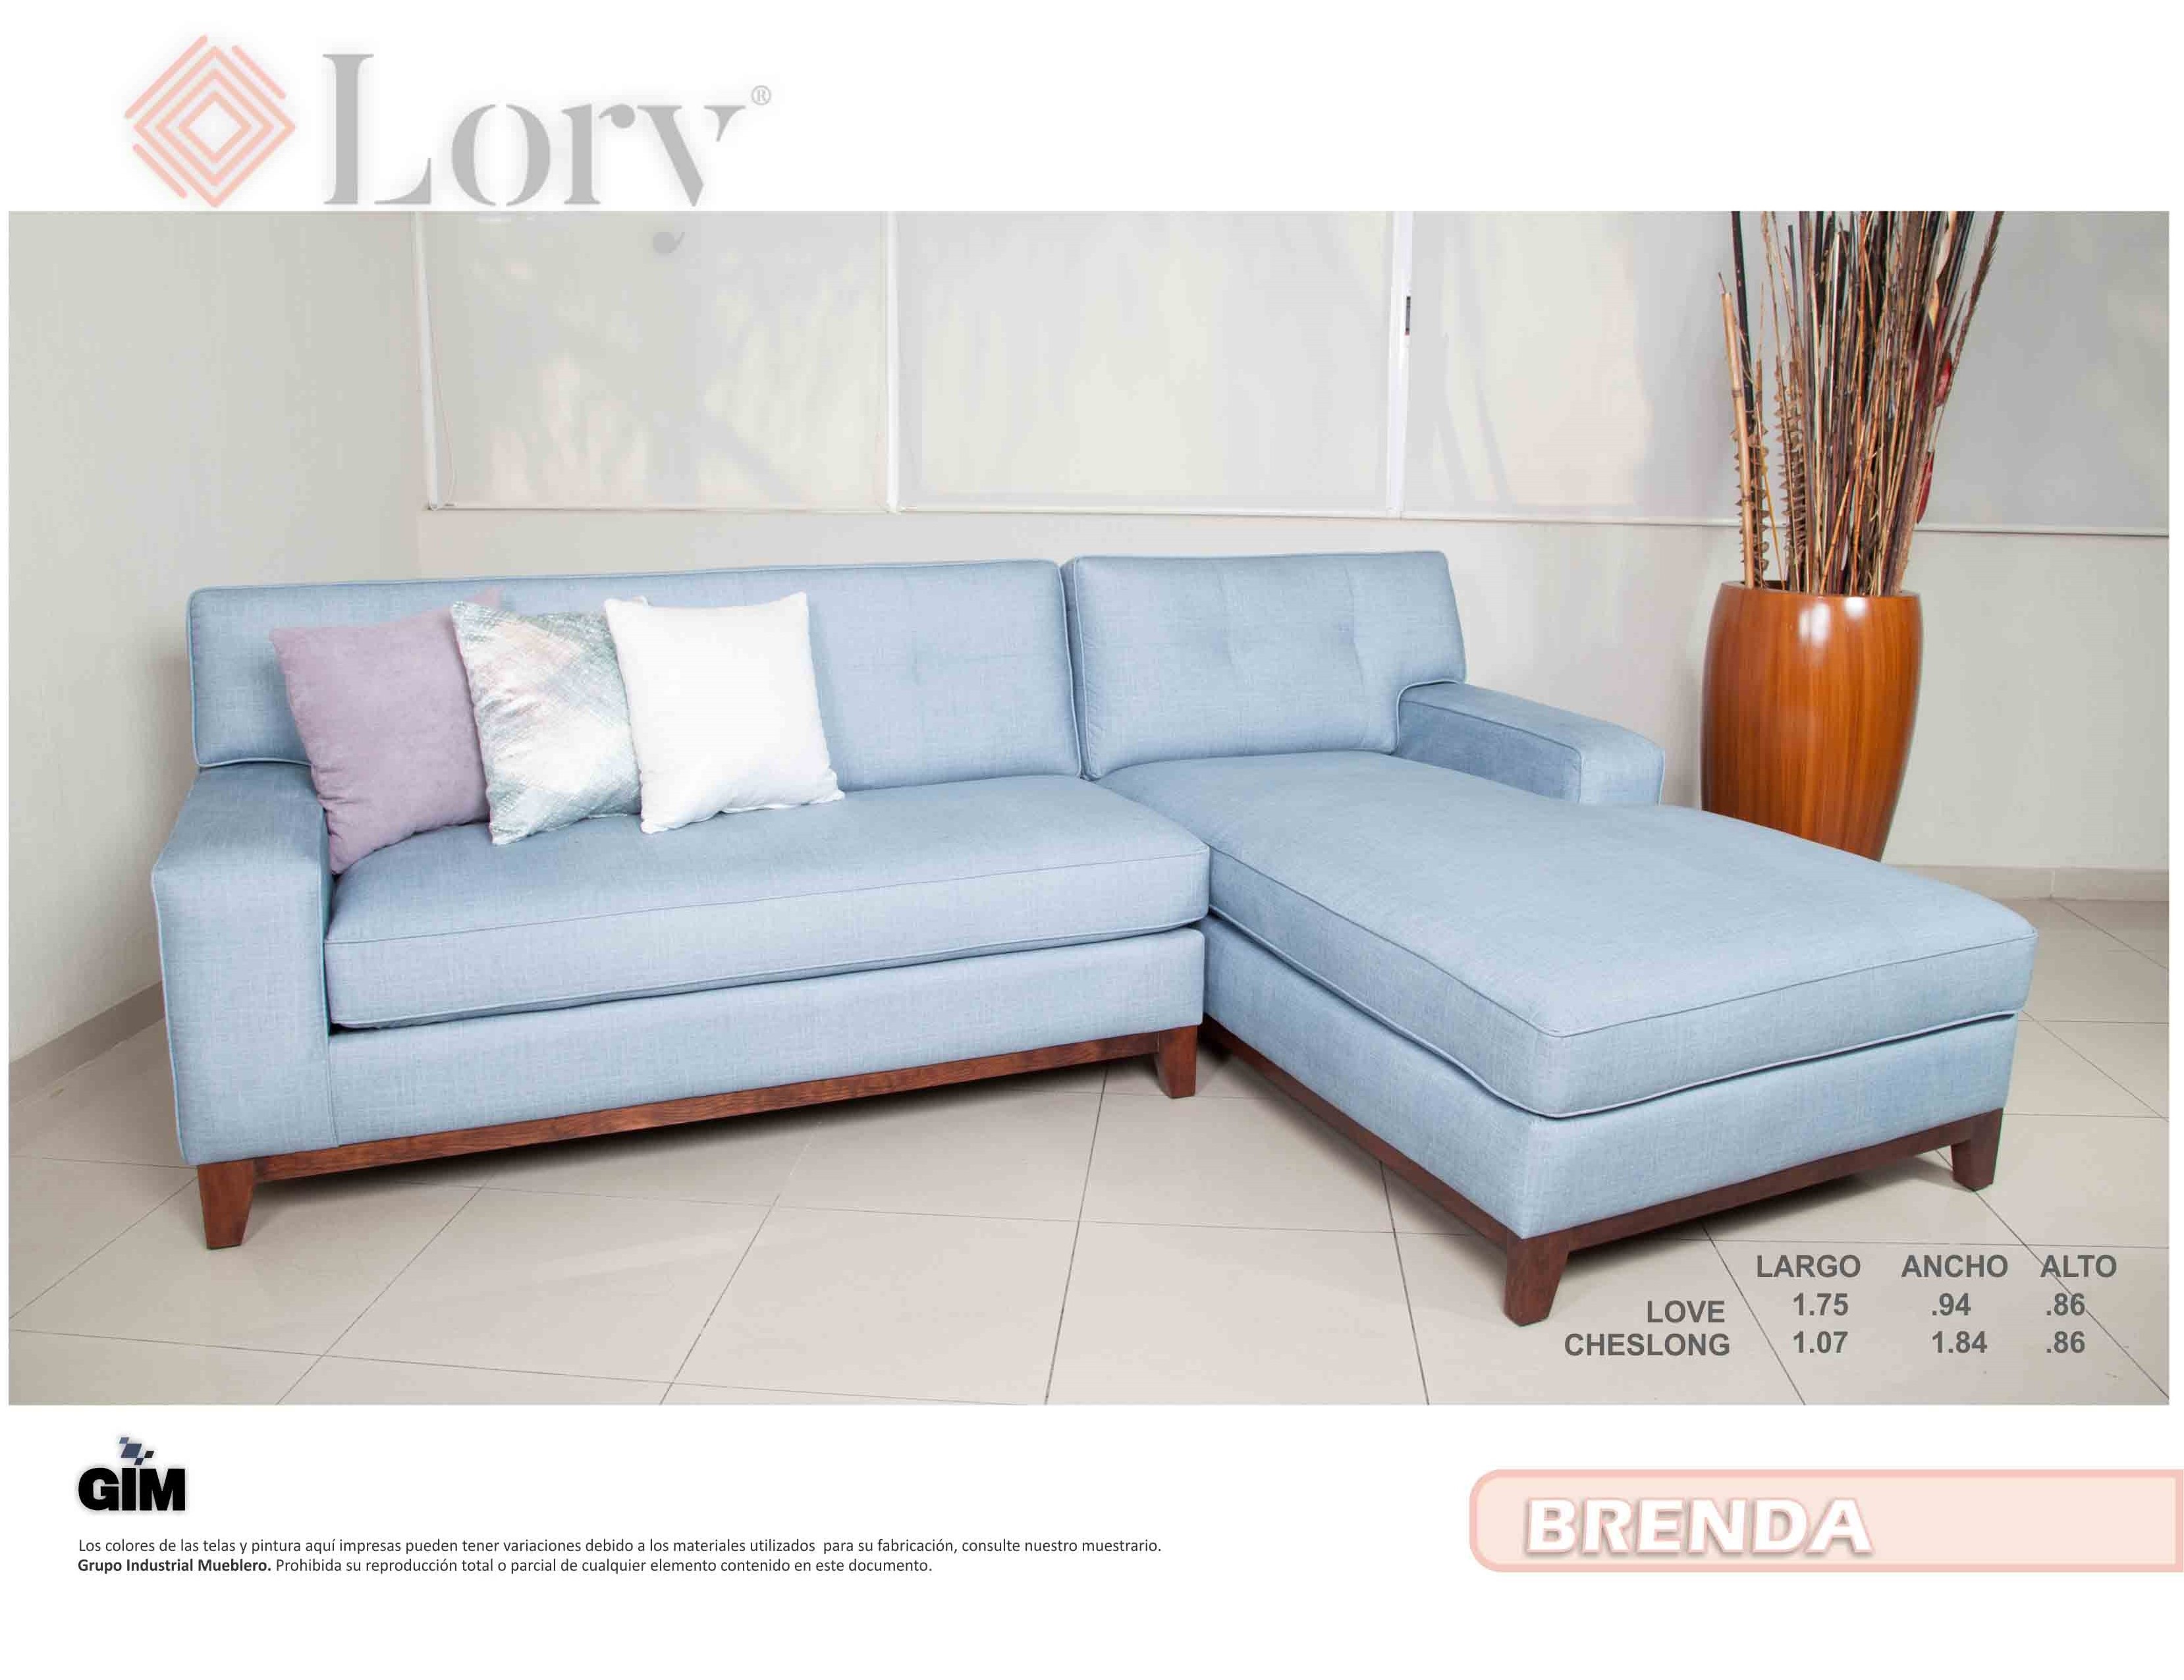 Lory®
LARGO ANCHO ALTO
LOVE 1.75 .94 .86
CHESLONG 1.07 1.84 .86
GIM
BRENDA
Los colores de las telas y pintura aquí impresas pueden tener variaciones debido a los materiales utilizados para su fabricación, consulte nuestro muestrario.
Grupo Industrial Mueblero. Prohibida su reproducción total o parcial de cualquier elemento contenido en este documento.